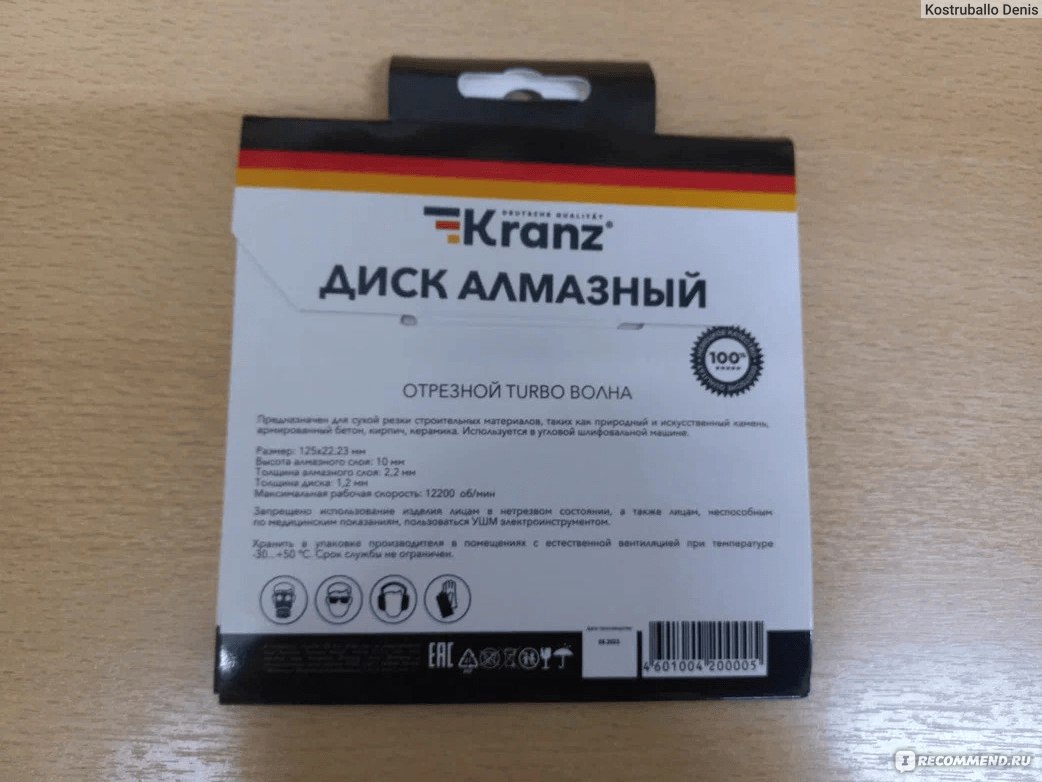 Kostruballo Denis
DEUTSCHE QUALITÄT
Kranz®
ДИСК АЛМАЗНЫЙ
100%
ОТРЕЗНОЙ TURBO ВОЛНА
Предназначен для сухой резки строительных материалов, таких как природный и искусственный камень,
армированный бетон, кирпич, керамика. Используется в угловой шлифовальной машине.
Размер: 125x22.23 мм
Высота алмазного слоя: 10 мм
Толщина алмазного слоя: 2,2 мм
Толщина диска: 1,2 мм
Максимальная рабочая скорость: 12200 об/мин
Запрещено использование изделия лицам в нетрезвом состоянии, а также лицам, неспособным
по медицинским показаниям, пользоваться УШМ электроинструментом.
Хранить в упаковке производителя в помещениях с естественной вентиляцией при температуре
-30...+50 °С. Срок службы не ограничен.
Дата производства:
EAC
4601004200005
I RECOMMEND.RU